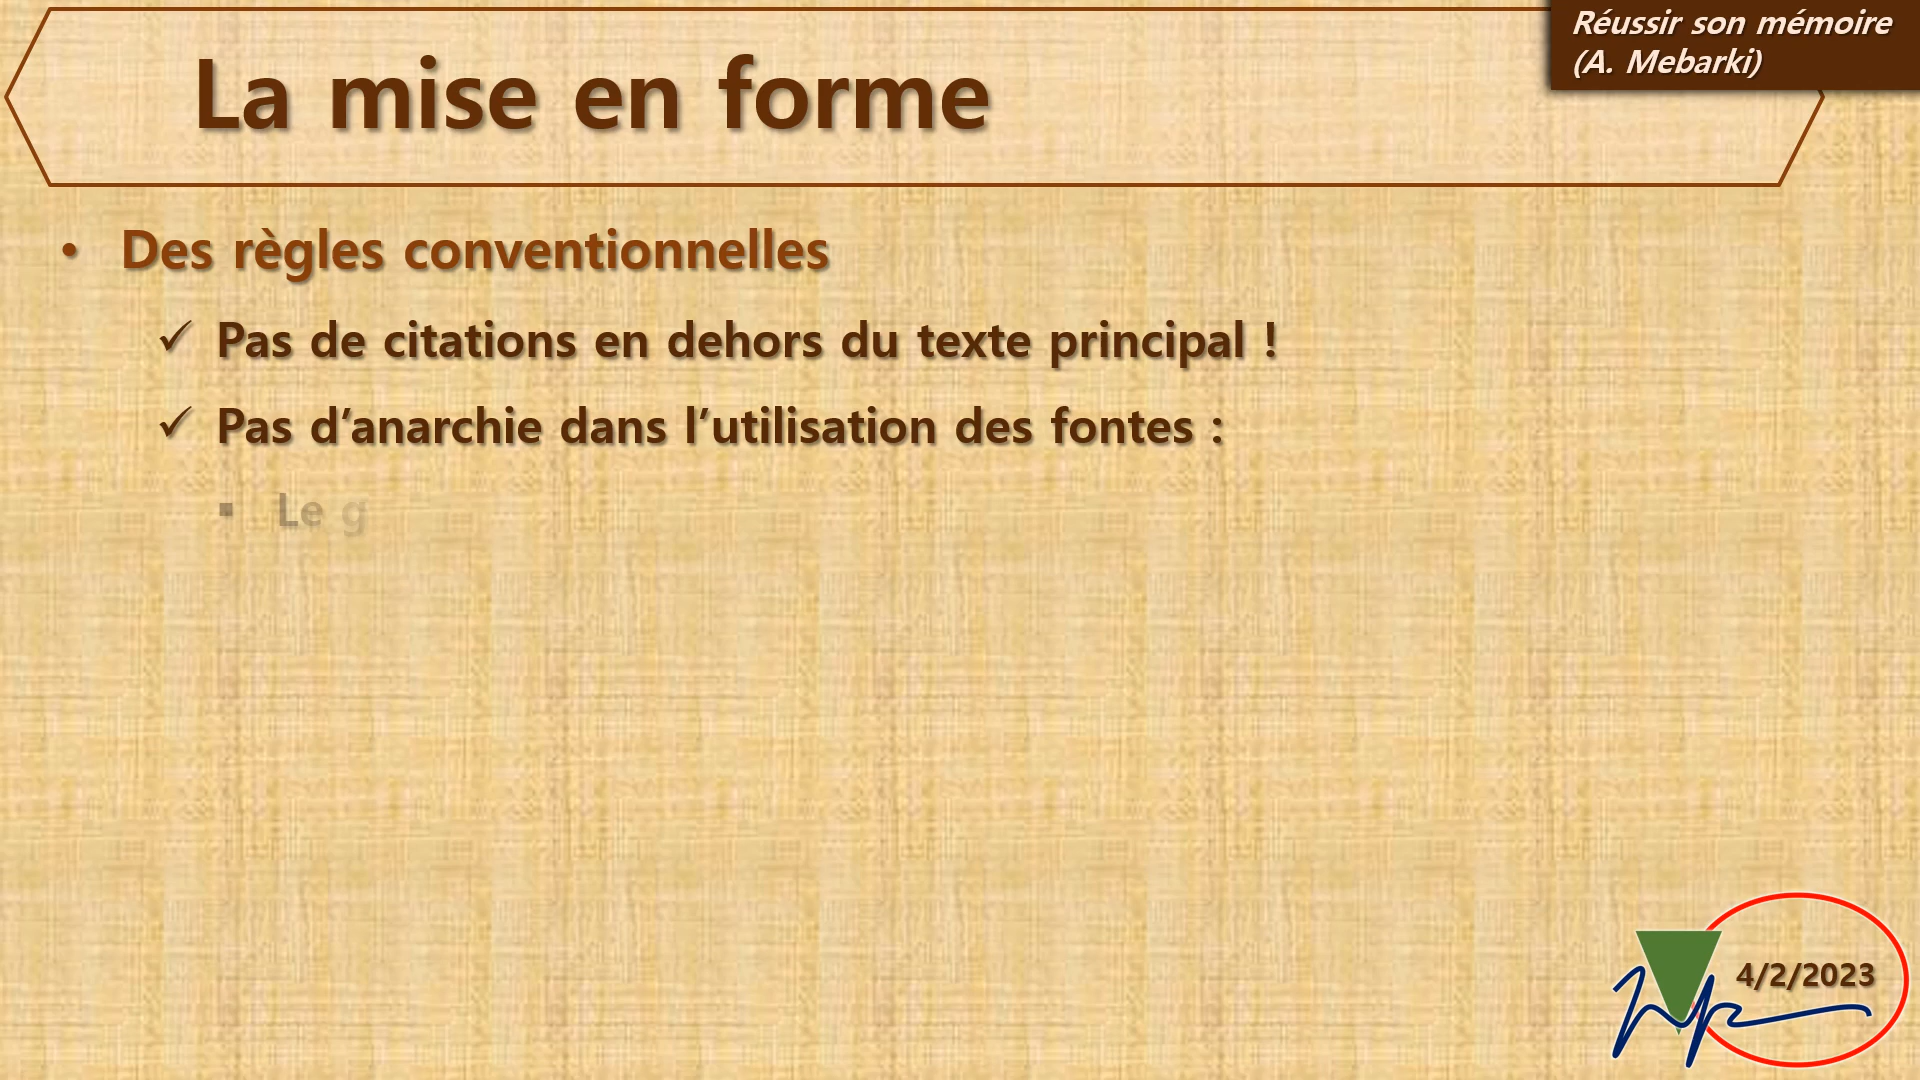 Réussir son mémoire
(A. Mebarki)
La mise en forme
• Des règles conventionnelles
✓ Pas de citations en dehors du texte principal !
✓ Pas d’anarchie dans l’utilisation des fontes :
▪ Le g
4/2/2023